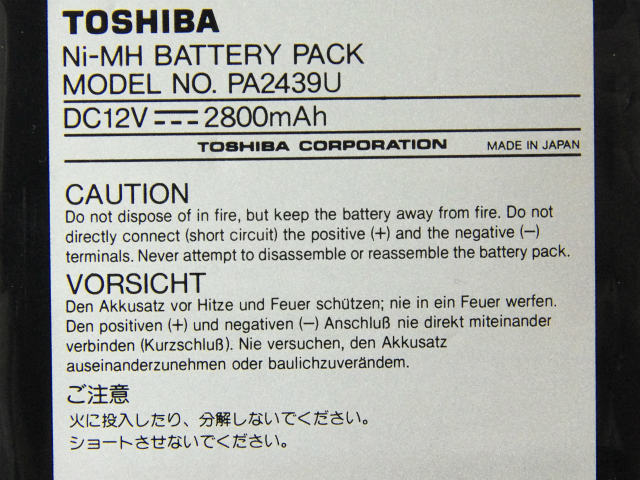 TOSHIBA
Ni-MH BATTERY PACK
MODEL NO. PA2439U
DC12V ⎓ 2800mAh
TOSHIBA CORPORATION MADE IN JAPAN
CAUTION
Do not dispose of in fire, but keep the battery away from fire. Do not
directly connect (short circuit) the positive (+) and the negative (−)
terminals. Never attempt to disassemble or reassemble the battery pack.
VORSICHT
Den Akkusatz vor Hitze und Feuer schützen; nie in ein Feuer werfen.
Den positiven (+) und negativen (−) Anschluß nie direkt miteinander
verbinden (Kurzschluß). Nie versuchen, den Akkusatz
auseinanderzunehmen oder baulichzuverändem.
ご注意
火に投入したり、分解しないでください。
ショートさせないでください。